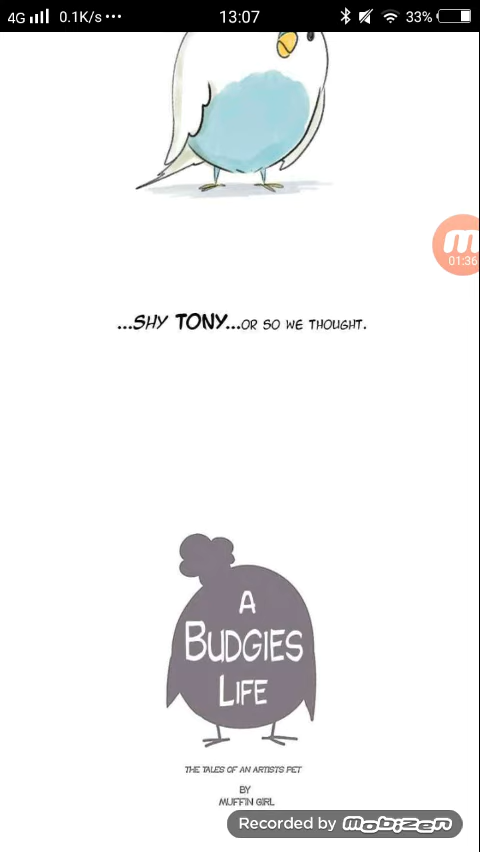 4G 0.1K/s 13:07 33%
01:36
...SHY TONY...OR SO WE THOUGHT.
A
BUDGIES
LIFE
THE TALES OF AN ARTISTS PET
BY
MUFFIN GIRL
Recorded by mobizen